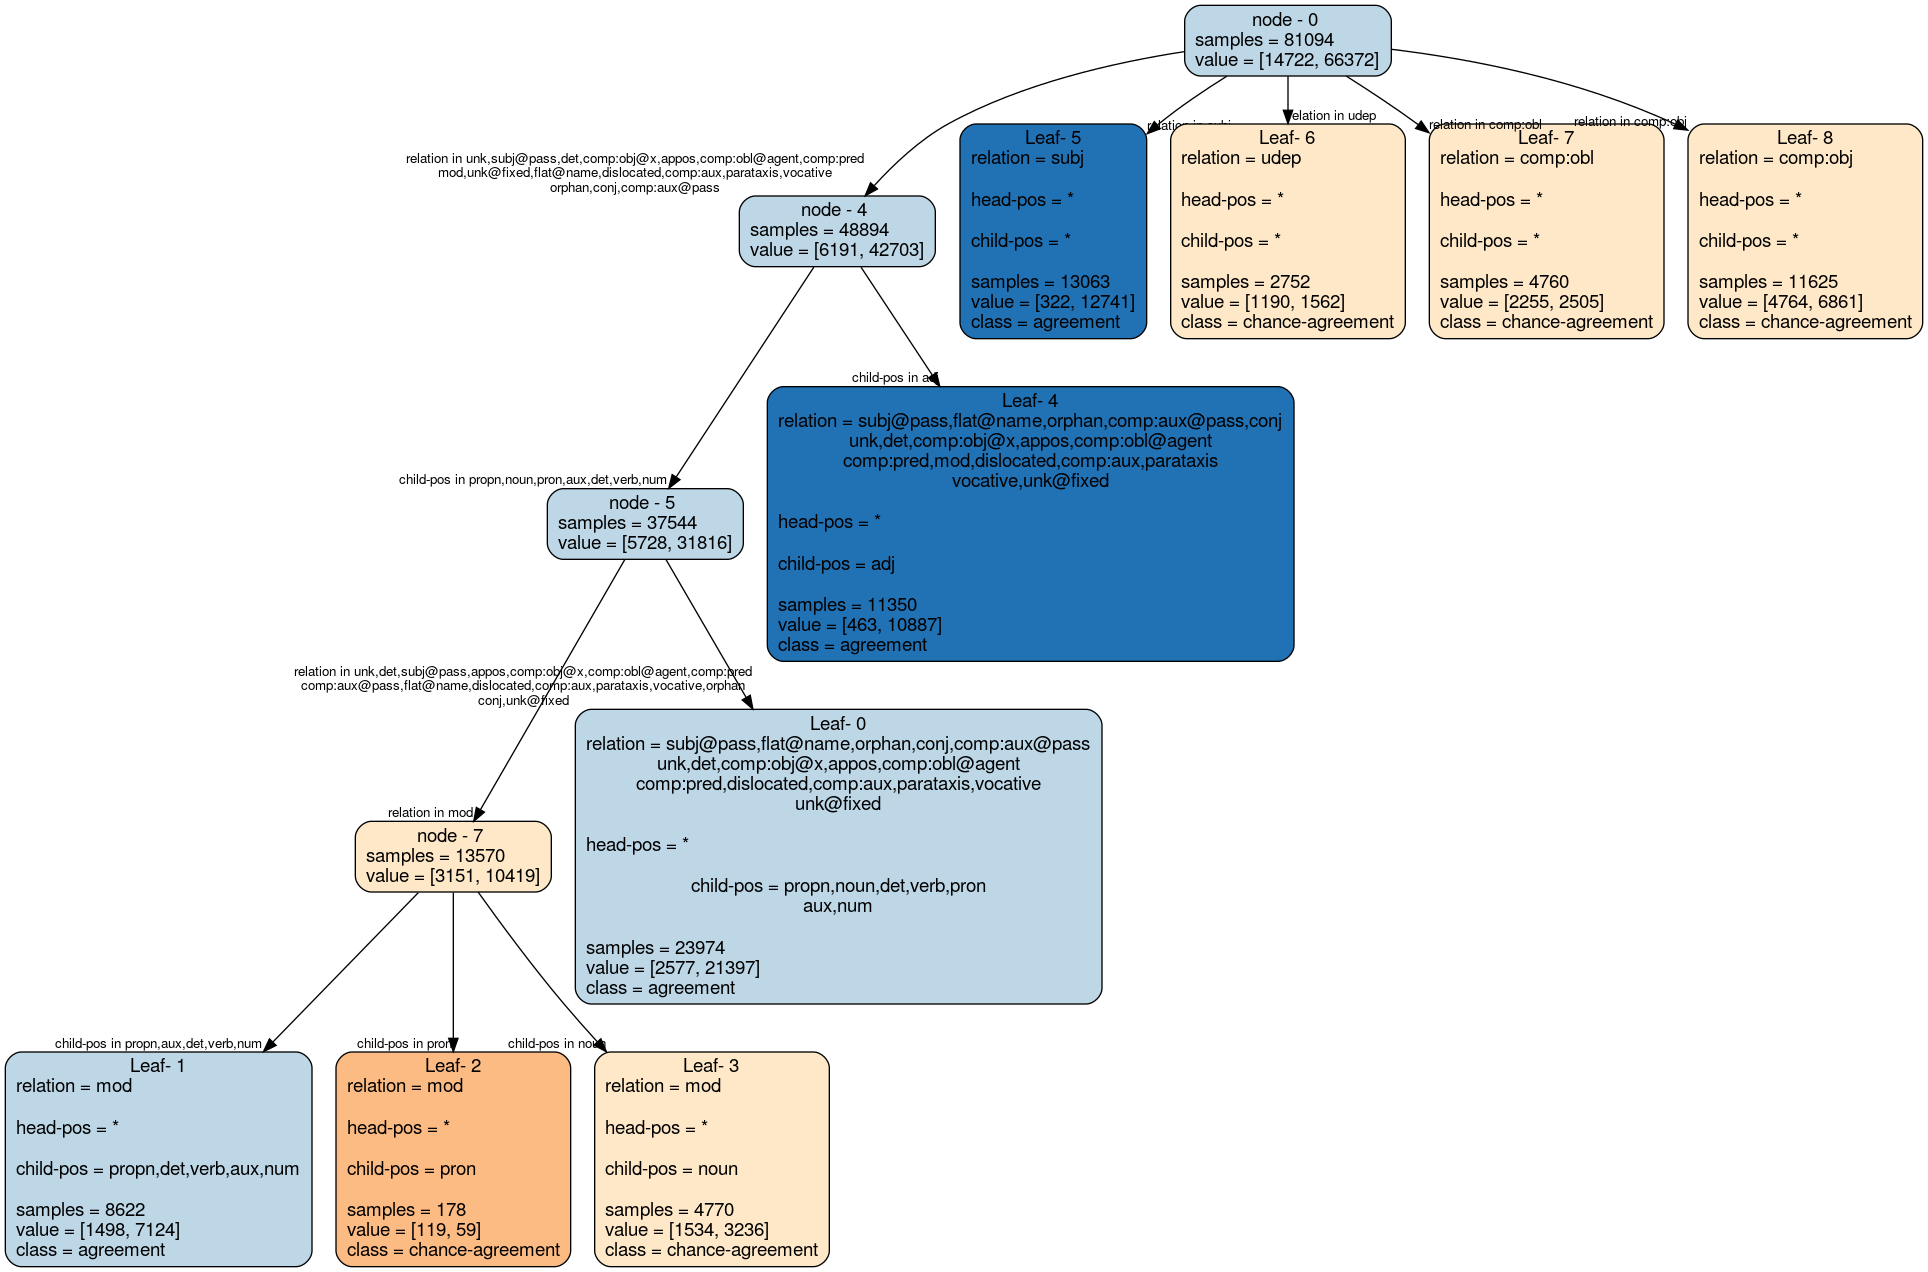 node - 0
samples = 81094
value = [14722, 66372]
relation in udep
relation in comp:obl
relation in comp:obj
relation in subj
Leaf- 5
relation = subj
head-pos = *
child-pos = *
samples = 13063
value = [322, 12741]
class = agreement
Leaf- 6
relation = udep
head-pos = *
child-pos = *
samples = 2752
value = [1190, 1562]
class = chance-agreement
Leaf- 7
relation = comp:obl
head-pos = *
child-pos = *
samples = 4760
value = [2255, 2505]
class = chance-agreement
Leaf- 8
relation = comp:obj
head-pos = *
child-pos = *
samples = 11625
value = [4764, 6861]
class = chance-agreement
relation in unk,subj@pass,det,comp:obj@x,appos,comp:obl@agent,comp:pred
mod,unk@fixed,flat@name,dislocated,comp:aux,parataxis,vocative
orphan,conj,comp:aux@pass
node - 4
samples = 48894
value = [6191, 42703]
child-pos in adj
Leaf- 4
relation = subj@pass,flat@name,orphan,comp:aux@pass,conj
unk,det,comp:obj@x,appos,comp:obl@agent
comp:pred,mod,dislocated,comp:aux,parataxis
vocative,unk@fixed
head-pos = *
child-pos = adj
samples = 11350
value = [463, 10887]
class = agreement
child-pos in propn,noun,pron,aux,det,verb,num
node - 5
samples = 37544
value = [5728, 31816]
relation in unk,det,subj@pass,appos,comp:obj@x,comp:obl@agent,comp:pred
comp:aux@pass,flat@name,dislocated,comp:aux,parataxis,vocative,orphan
conj,unk@fixed
Leaf- 0
relation = subj@pass,flat@name,orphan,conj,comp:aux@pass
unk,det,comp:obj@x,appos,comp:obl@agent
comp:pred,dislocated,comp:aux,parataxis,vocative
unk@fixed
head-pos = *
child-pos = propn,noun,det,verb,pron
aux,num
samples = 23974
value = [2577, 21397]
class = agreement
relation in mod
node - 7
samples = 13570
value = [3151, 10419]
child-pos in propn,aux,det,verb,num
child-pos in pron
child-pos in noun
Leaf- 1
relation = mod
head-pos = *
child-pos = propn,det,verb,aux,num
samples = 8622
value = [1498, 7124]
class = agreement
Leaf- 2
relation = mod
head-pos = *
child-pos = pron
samples = 178
value = [119, 59]
class = chance-agreement
Leaf- 3
relation = mod
head-pos = *
child-pos = noun
samples = 4770
value = [1534, 3236]
class = chance-agreement